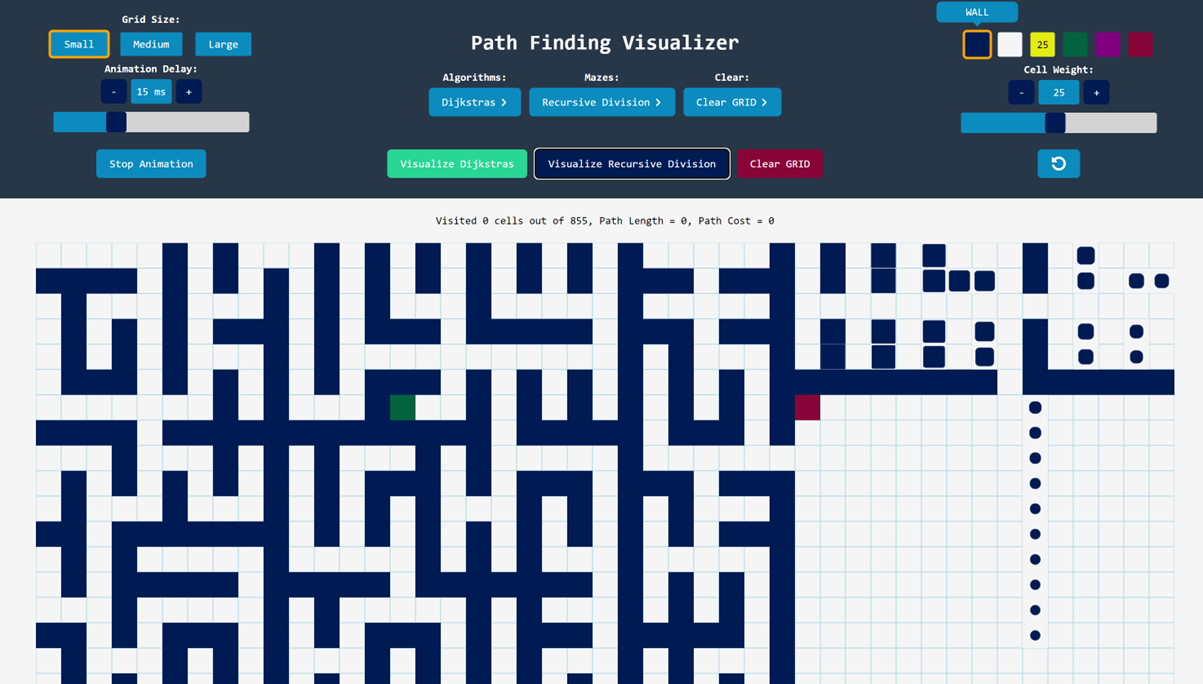 Grid Size:
Small Medium Large
Animation Delay:
- 15 ms +
Stop Animation
Path Finding Visualizer
Algorithms: Mazes: Clear:
Dijkstras Recursive Division Clear GRID
Visualize Dijkstras Visualize Recursive Division Clear GRID
WALL
25
Cell Weight:
- 25 +
Visited 0 cells out of 855, Path Length = 0, Path Cost = 0